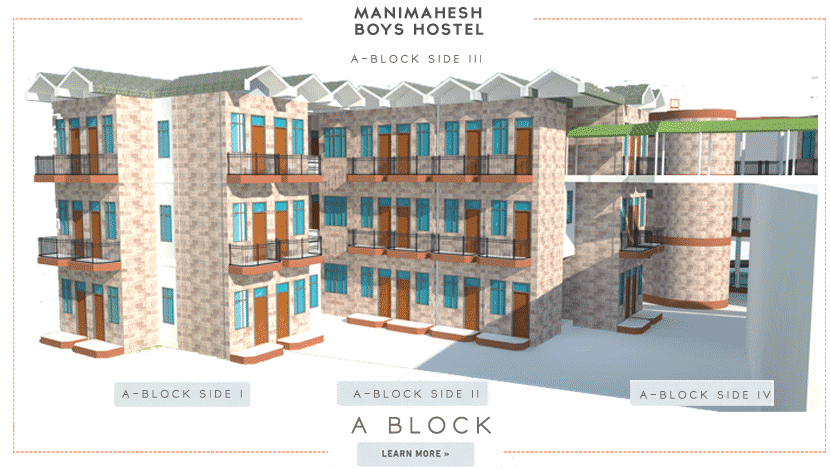 MANIMAHESH
BOYS HOSTEL
A-BLOCK SIDE III
A-BLOCK SIDE I
A-BLOCK SIDE II
A-BLOCK SIDE IV
A BLOCK
LEARN MORE »